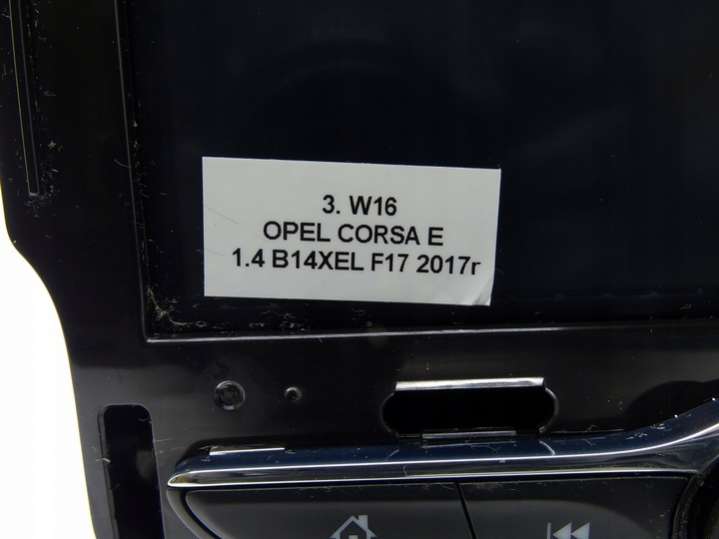 3. W16
OPEL CORSA E
1.4 B14XEL F17 2017r